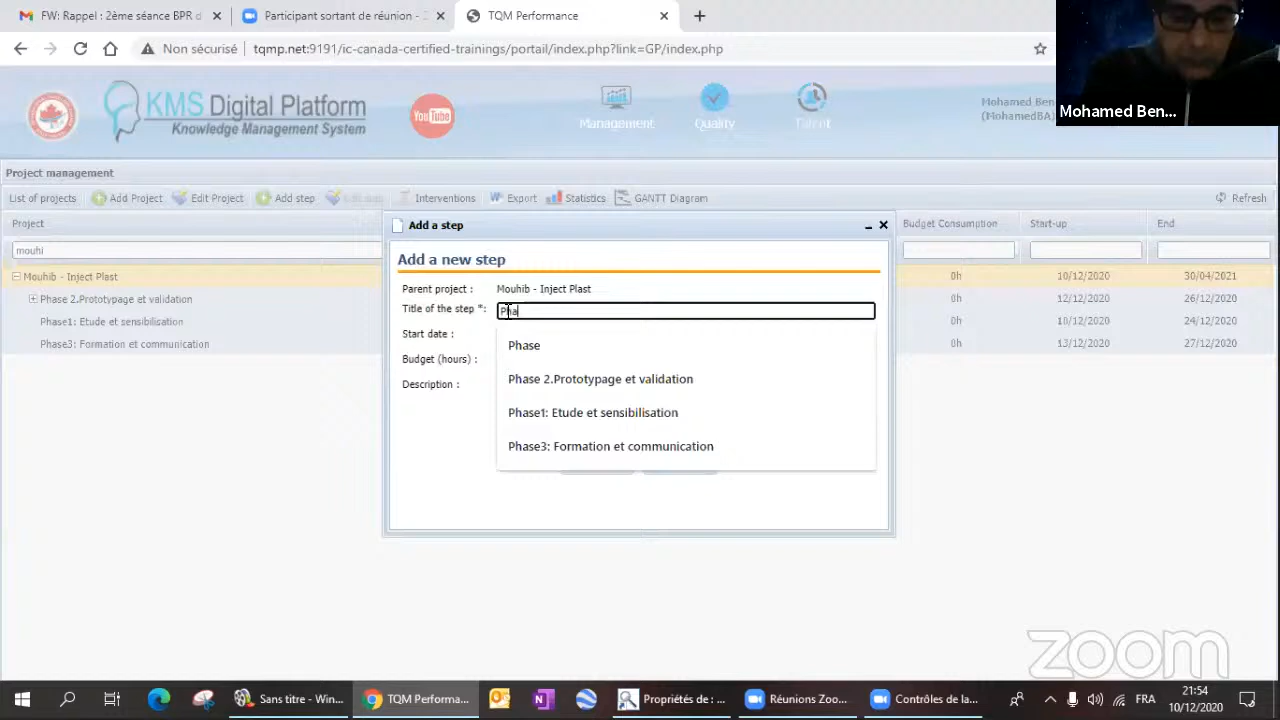 FW: Rappel : 2ème séance BPR d
Participant sortant de réunion - 2
TQM Performance
Non sécurisé
tqmp.net:9191/ic-canada-certified-trainings/portail/index.php?link=GP/index.php
Mohamed Ben...
KMS Digital Platform
Knowledge Management System
YouTube
Management
Quality
Talent
Mohamed Ben
(MohamedBA)
Project management
List of projects
Add Project
Edit Project
Add step
Interventions
Export
Statistics
GANTT Diagram
Refresh
Project
Budget Consumption
Start-up
End
mouhi
Mouhib - Inject Plast
0h
10/12/2020
30/04/2021
Phase 2.Prototypage et validation
0h
12/12/2020
26/12/2020
Phase1: Etude et sensibilisation
0h
10/12/2020
24/12/2020
Phase3: Formation et communication
0h
13/12/2020
27/12/2020
Add a step
Add a new step
Parent project :
Mouhib - Inject Plast
Title of the step *:
Pha
Start date :
Budget (hours) :
Description :
Phase
Phase 2.Prototypage et validation
Phase1: Etude et sensibilisation
Phase3: Formation et communication
zoom
Sans titre - Win...
TQM Performa...
Propriétés de : ...
Réunions Zoo...
Contrôles de la...
FRA
21:54
10/12/2020